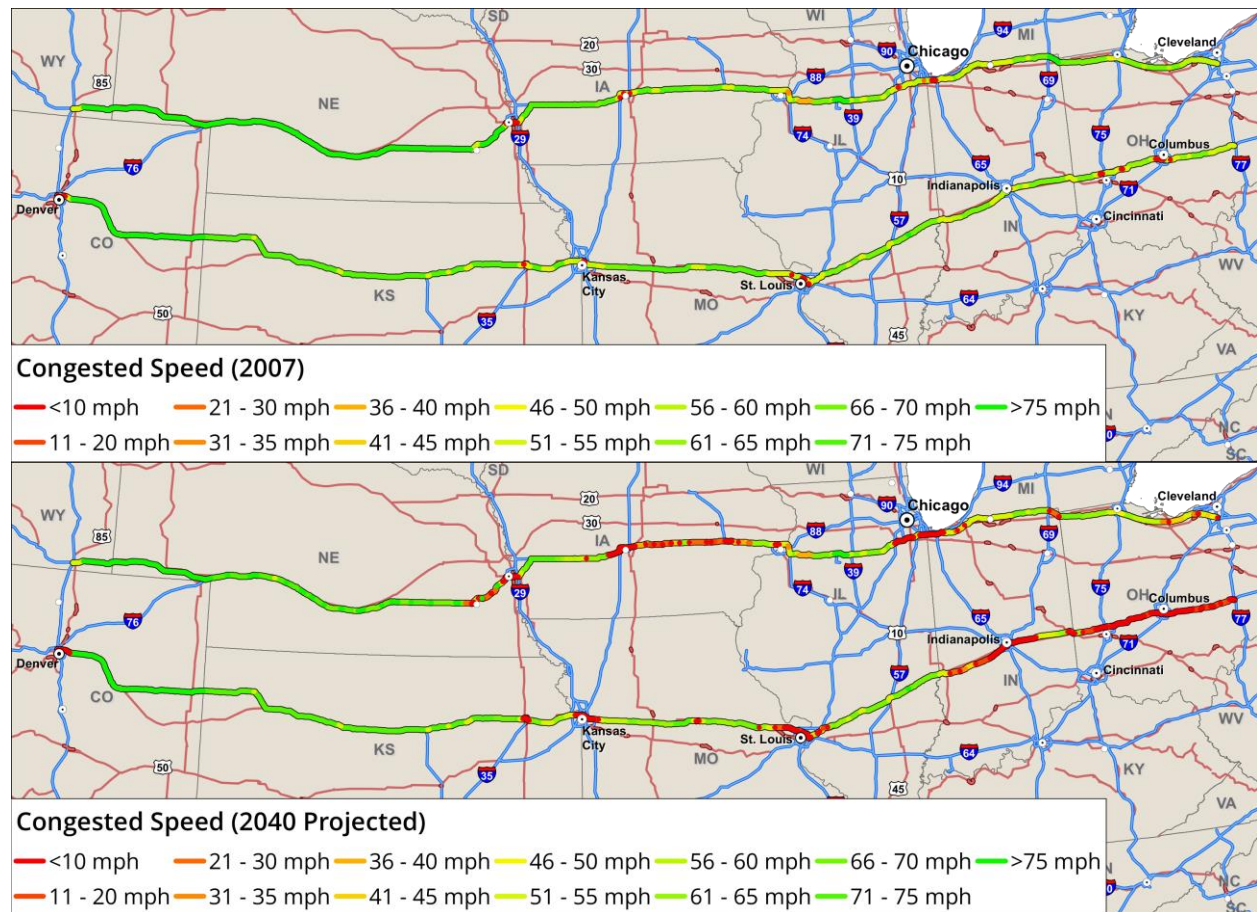 SD
WI
94
MI
Cleveland
WY
20
90
Chicago
85
30
88
69
NE
IA
39
76
29
74
IL
75
OH
Columbus
65
77
10
Denver
Indianapolis
71
57
Cincinnati
CO
IN
Kansas
City
St. Louis
WV
KS
64
50
35
MO
KY
45
VA
Congested Speed (2007)
<10 mph 21 - 30 mph 36 - 40 mph 46 - 50 mph 56 - 60 mph 66 - 70 mph >75 mph
11 - 20 mph 31 - 35 mph 41 - 45 mph 51 - 55 mph 61 - 65 mph 71 - 75 mph
NC
SC
SD
WI
94
MI
Cleveland
WY
20
90
Chicago
85
30
88
69
NE
IA
39
76
29
74
IL
75
OH
Columbus
65
77
10
Denver
Indianapolis
71
57
Cincinnati
CO
IN
Kansas
City
St. Louis
WV
KS
64
50
35
MO
KY
45
VA
Congested Speed (2040 Projected)
<10 mph 21 - 30 mph 36 - 40 mph 46 - 50 mph 56 - 60 mph 66 - 70 mph >75 mph
11 - 20 mph 31 - 35 mph 41 - 45 mph 51 - 55 mph 61 - 65 mph 71 - 75 mph
NC
SC